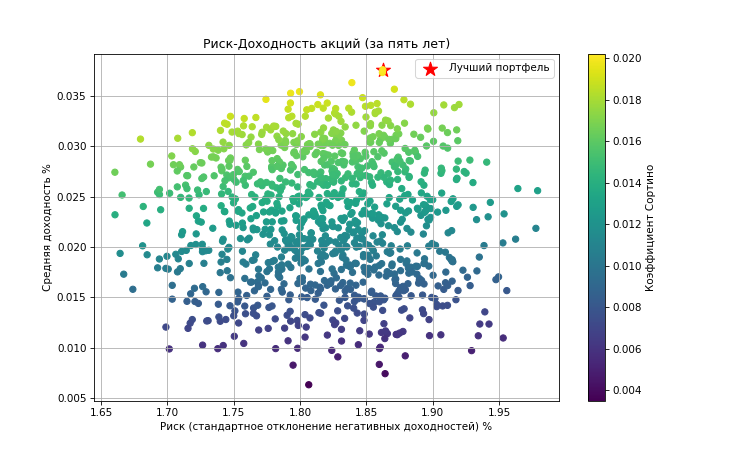 Риск-Доходность акций (за пять лет)
Лучший портфель
Средняя доходность %
0.035
0.030
0.025
0.020
0.015
0.010
0.005
1.65 1.70 1.75 1.80 1.85 1.90 1.95
Риск (стандартное отклонение негативных доходностей) %
0.020
0.018
0.016
0.014
0.012
0.010
0.008
0.006
0.004
Коэффициент Сортино